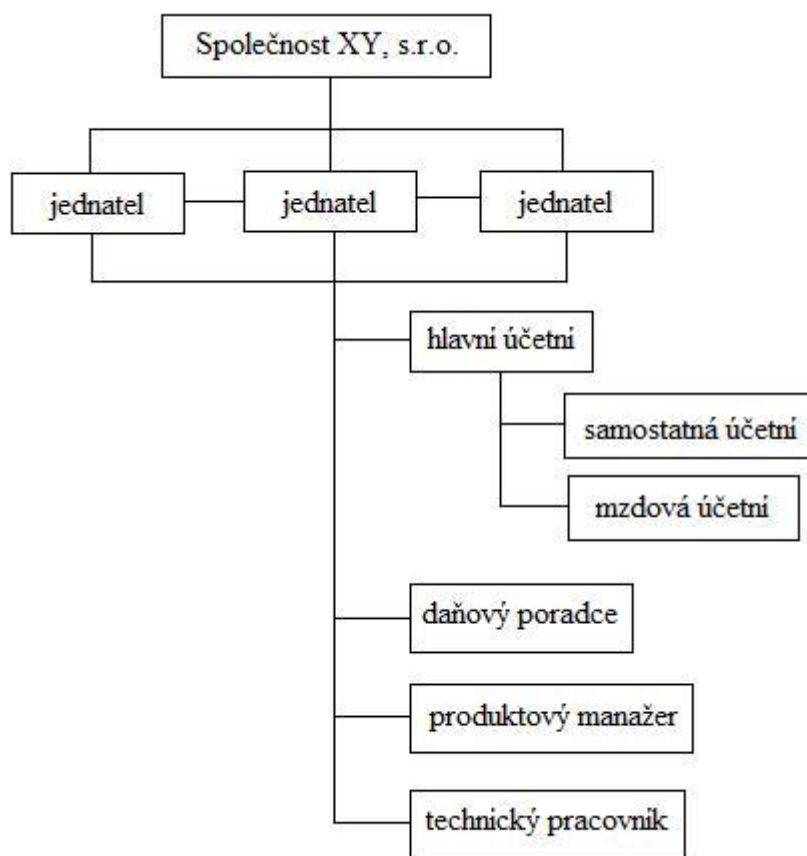 Společnost XY, s.r.o.
jednatel
jednatel
jednatel
hlavní účetní
samostatná účetní
mzdová účetní
daňový poradce
produktový manažer
technický pracovník